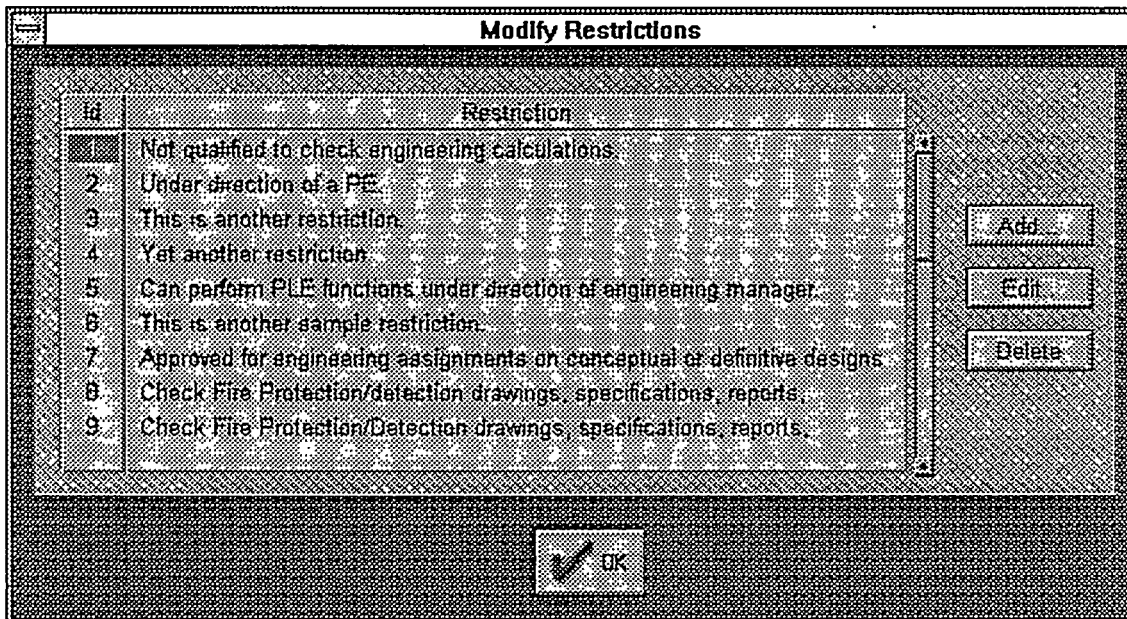 Modify Restrictions
Id Restriction
1 Not qualified to check engineering calculations.
2 Under direction of a PE.
3 This is another restriction.
4 Yet another restriction.
5 Can perform PLE functions under direction of engineering manager.
6 This is another sample restriction.
7 Approved for engineering assignments on conceptual or definitive designs
8 Check Fire Protection/detection drawings, specifications, reports,
9 Check Fire Protection/Detection drawings, specifications, reports,
Add...
Edit...
Delete
OK